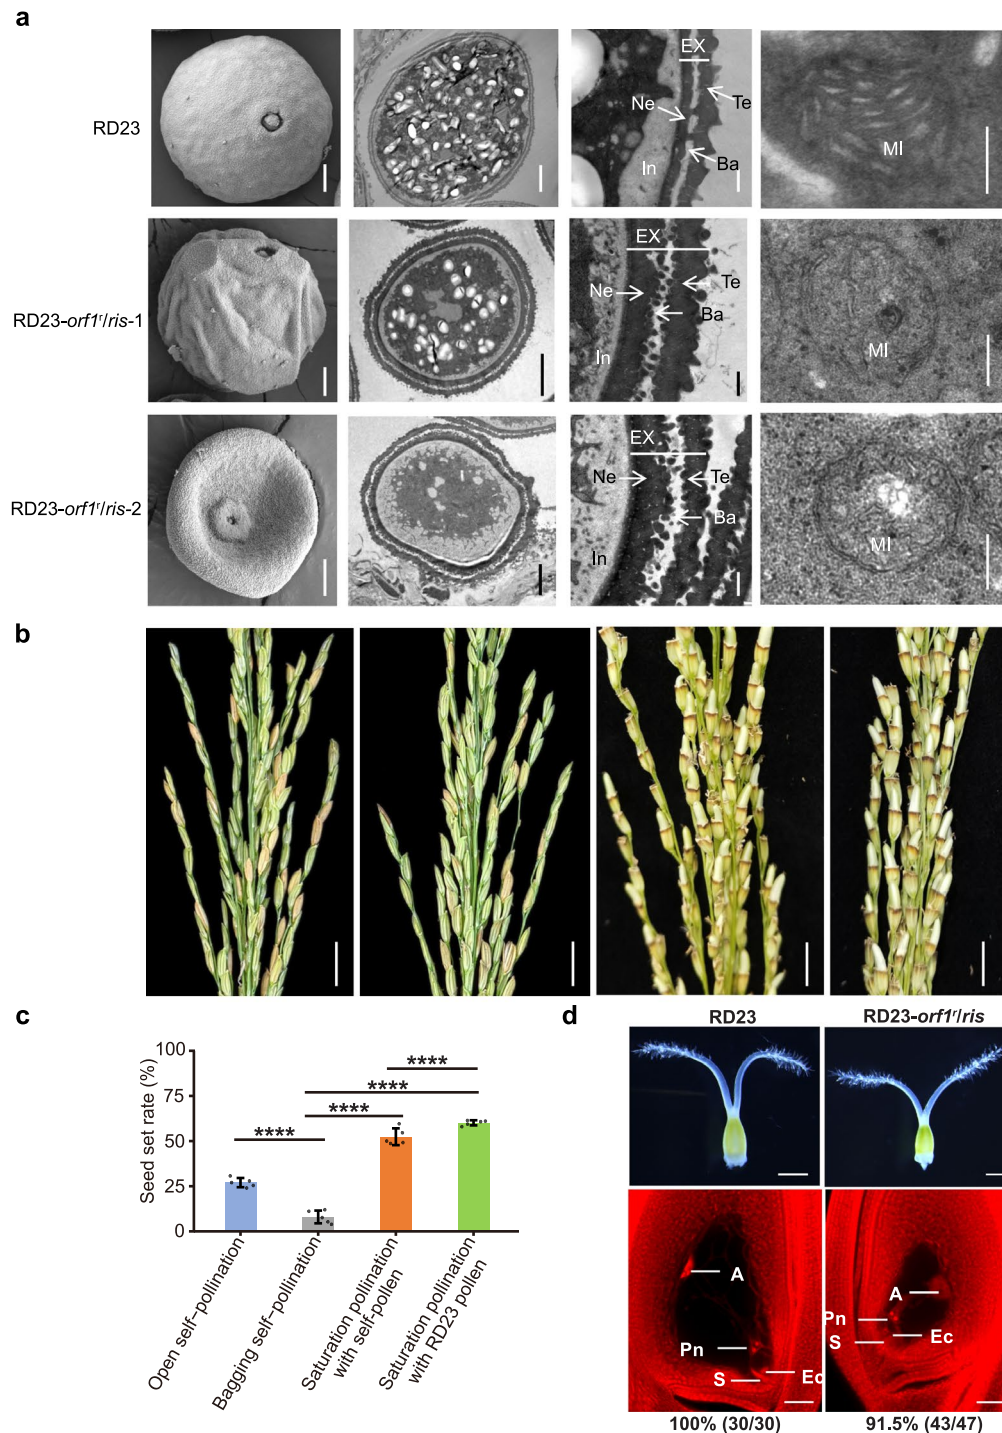 a
RD23
EX
Ne
Te
In
Ba
MI
RD23-orf1ʳ/ris-1
EX
Ne
Te
Ba
In
MI
RD23-orf1ʳ/ris-2
EX
Ne
Te
Ba
In
MI
b
c
Seed set rate (%)
100
75
50
25
0
****
****
****
****
Open self-pollination
Bagging self-pollination
Saturation pollination
with self-pollen
Saturation pollination
with RD23 pollen
d
RD23
RD23-orf1ʳ/ris
A
Pn
S
Ec
A
Pn
S
Ec
100% (30/30)
91.5% (43/47)